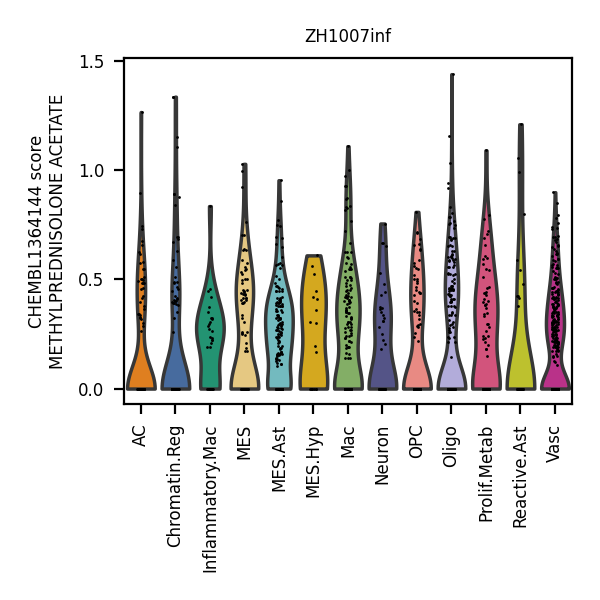 ZH1007inf
CHEMBL1364144 score
METHYLPREDNISOLONE ACETATE
1.5
1.0
0.5
0.0
AC
Chromatin.Reg
Inflammatory.Mac
MES
MES.Ast
MES.Hyp
Mac
Neuron
OPC
Oligo
Prolif.Metab
Reactive.Ast
Vasc